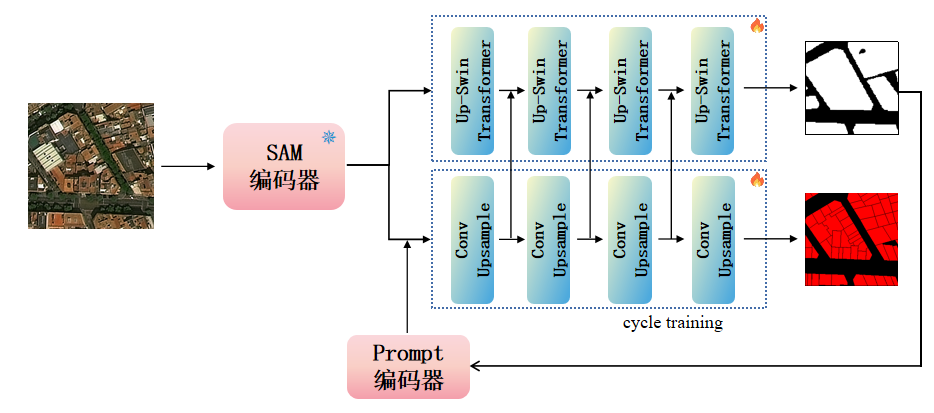 Up-Swin
Transformer
Up-Swin
Transformer
Up-Swin
Transformer
Up-Swin
Transformer
SAM
编码器
Conv
Upsample
Conv
Upsample
Conv
Upsample
Conv
Upsample
cycle training
Prompt
编码器